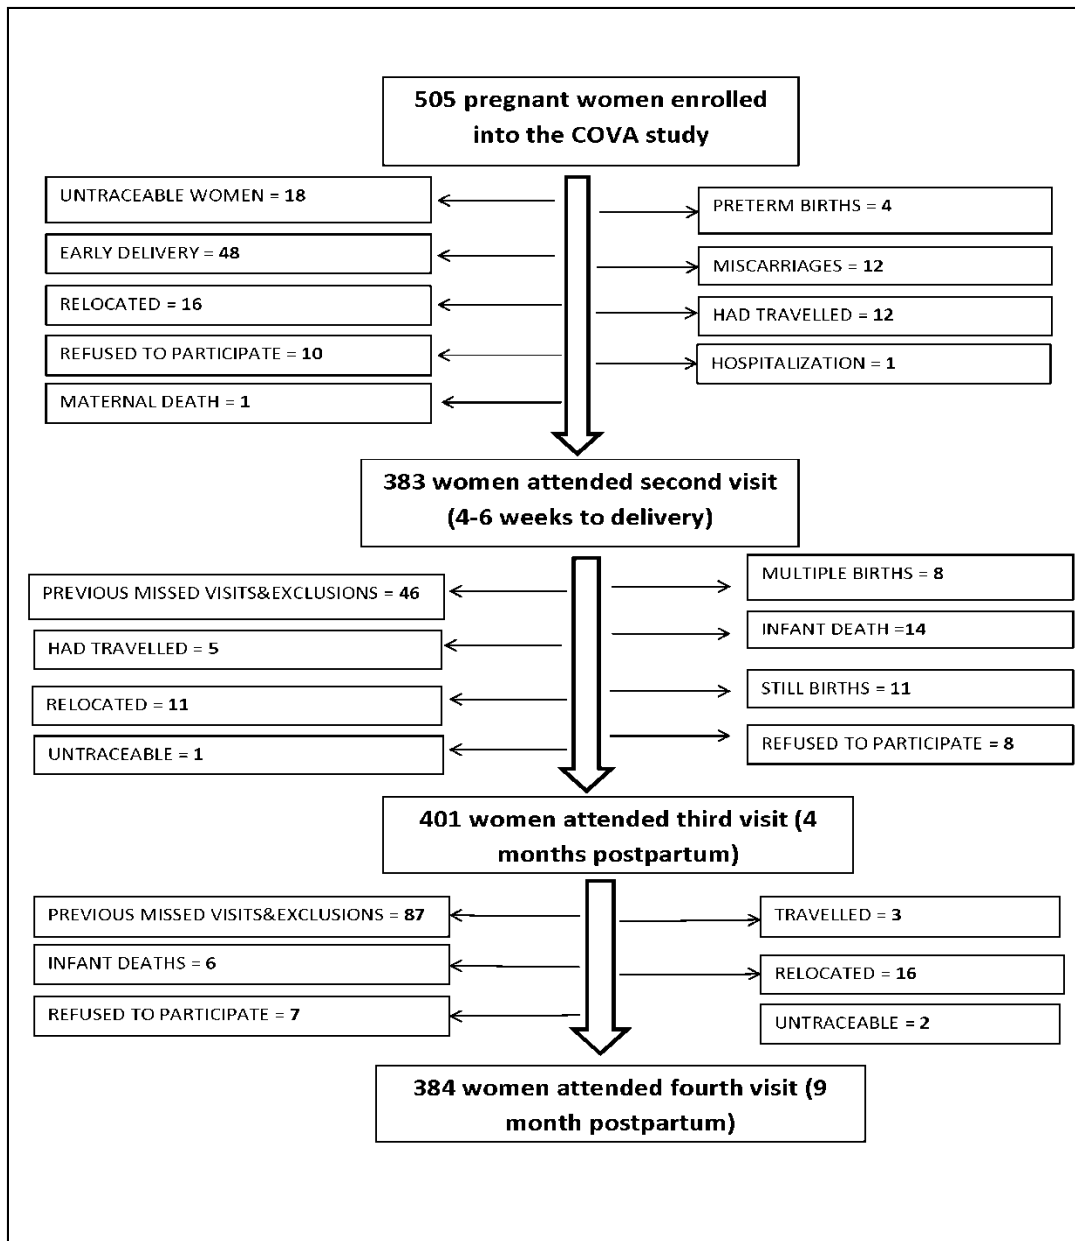 505 pregnant women enrolled
into the COVA study
UNTRACEABLE WOMEN = 18
PRETERM BIRTHS = 4
EARLY DELIVERY = 48
MISCARRIAGES = 12
RELOCATED = 16
HAD TRAVELLED = 12
REFUSED TO PARTICIPATE = 10
HOSPITALIZATION = 1
MATERNAL DEATH = 1
383 women attended second visit
(4-6 weeks to delivery)
PREVIOUS MISSED VISITS&EXCLUSIONS = 46
MULTIPLE BIRTHS = 8
HAD TRAVELLED = 5
INFANT DEATH =14
RELOCATED = 11
STILL BIRTHS = 11
UNTRACEABLE = 1
REFUSED TO PARTICIPATE = 8
401 women attended third visit (4
months postpartum)
PREVIOUS MISSED VISITS&EXCLUSIONS = 87
TRAVELLED = 3
INFANT DEATHS = 6
RELOCATED = 16
REFUSED TO PARTICIPATE = 7
UNTRACEABLE = 2
384 women attended fourth visit (9
month postpartum)